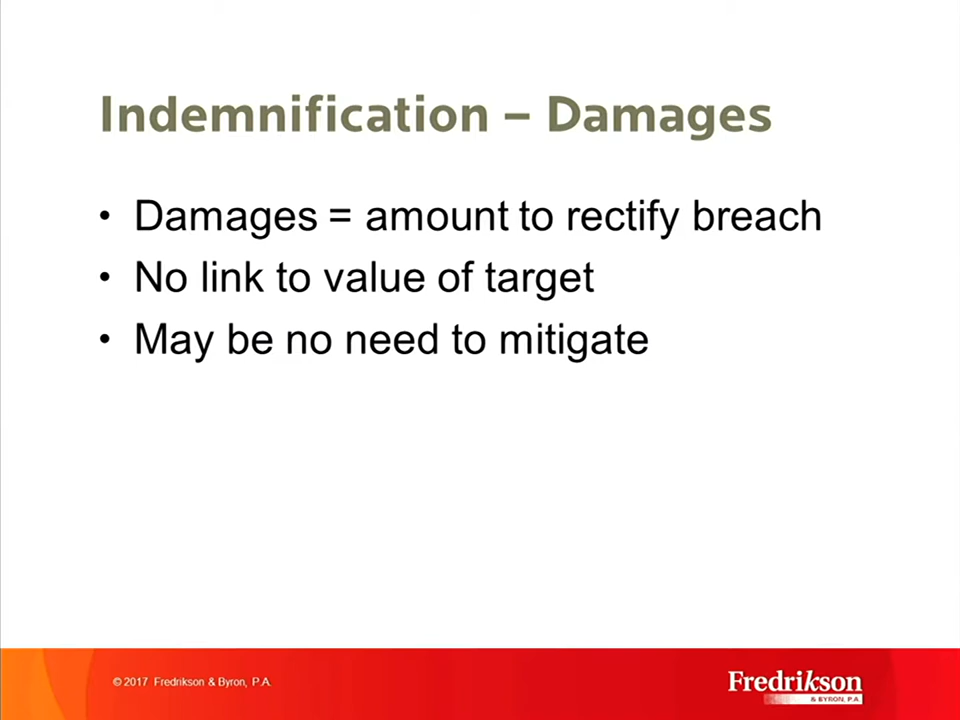 Indemnification – Damages
• Damages = amount to rectify breach
• No link to value of target
• May be no need to mitigate
© 2017 Fredrikson & Byron, P.A.
Fredrikson
& BYRON, P.A.